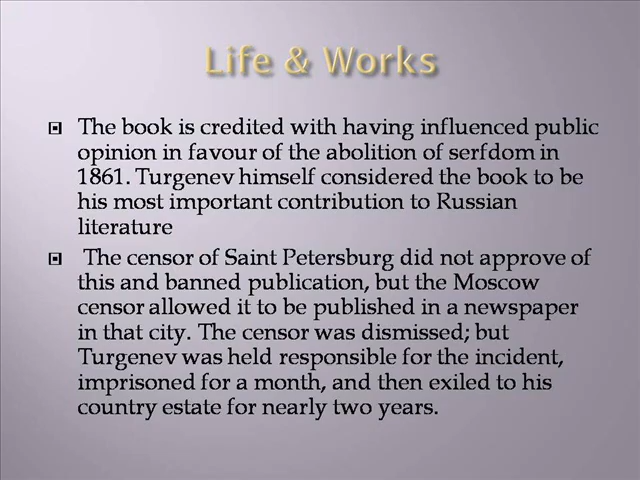 Life & Works
The book is credited with having influenced public
opinion in favour of the abolition of serfdom in
1861. Turgenev himself considered the book to be
his most important contribution to Russian
literature
The censor of Saint Petersburg did not approve of
this and banned publication, but the Moscow
censor allowed it to be published in a newspaper
in that city. The censor was dismissed; but
Turgenev was held responsible for the incident,
imprisoned for a month, and then exiled to his
country estate for nearly two years.